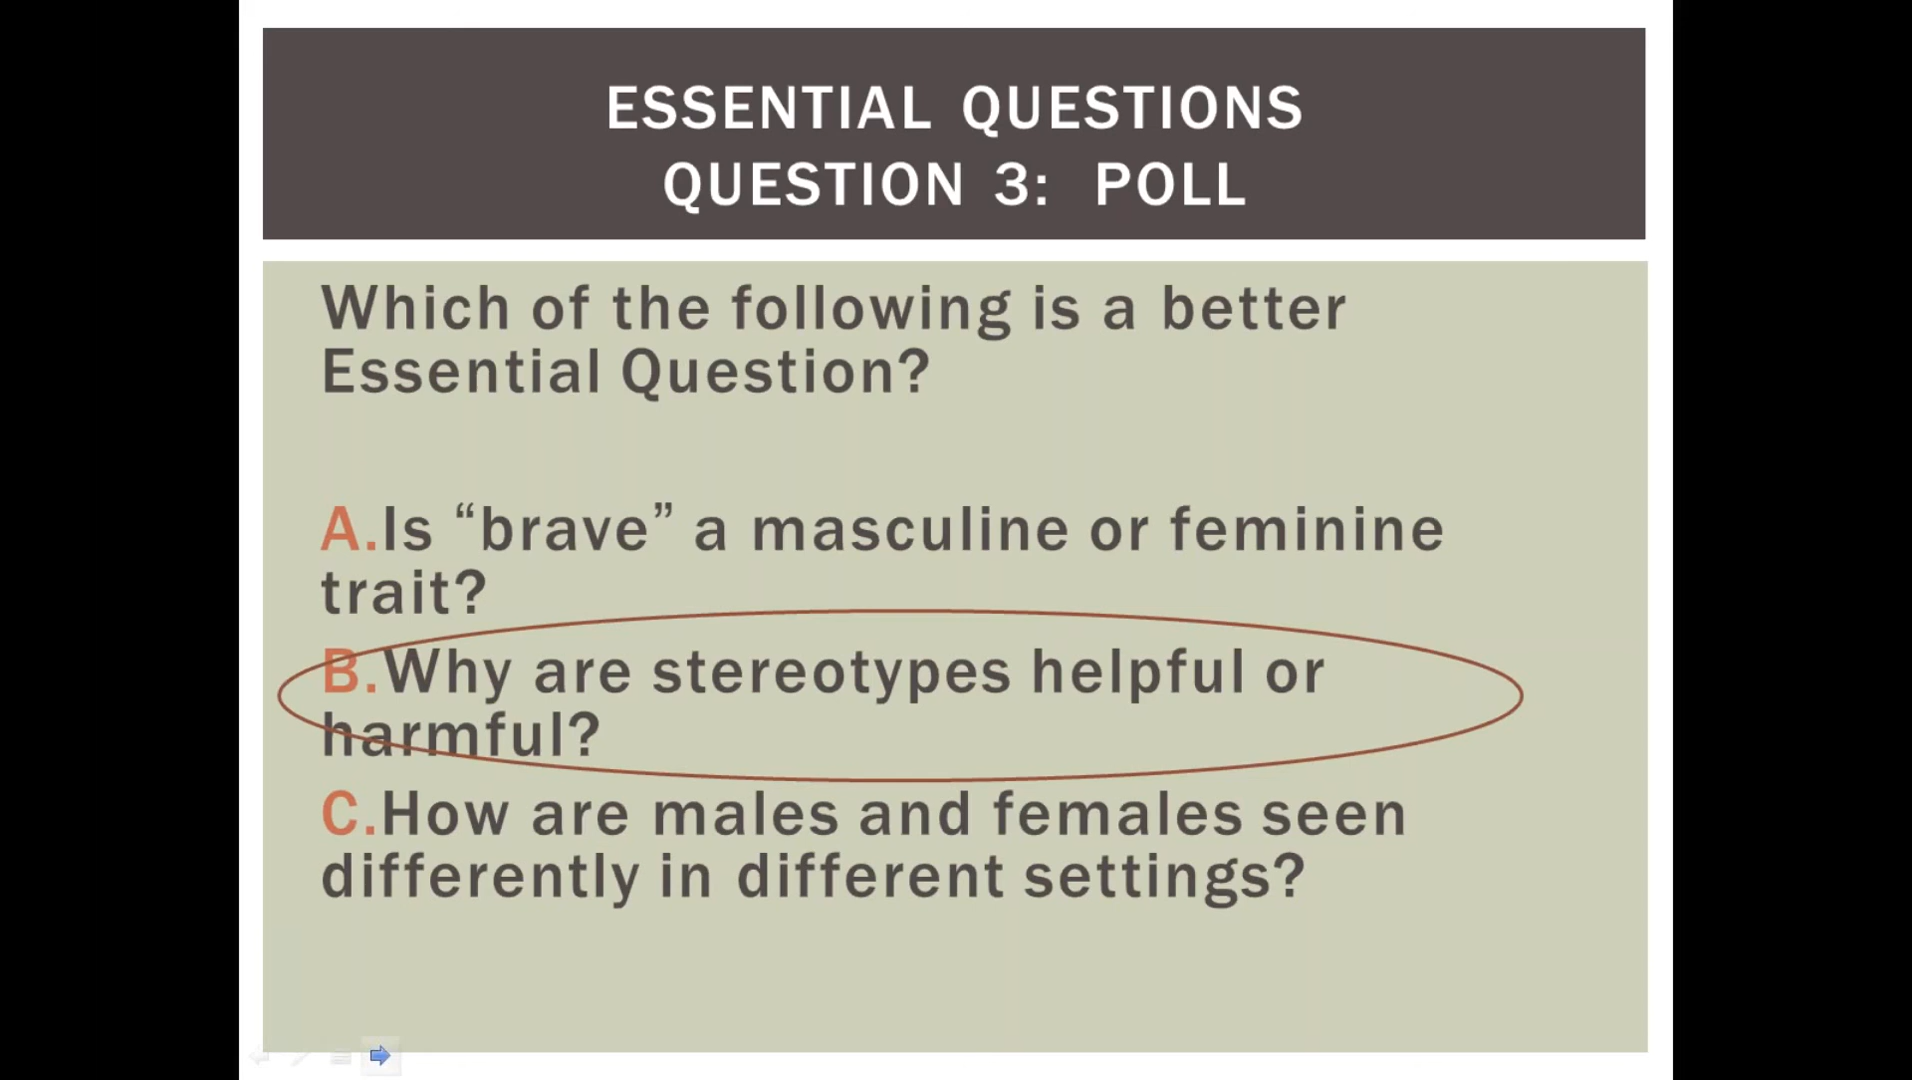 ESSENTIAL QUESTIONS
QUESTION 3: POLL
Which of the following is a better
Essential Question?
A.Is “brave” a masculine or feminine
trait?
B.Why are stereotypes helpful or
harmful?
C.How are males and females seen
differently in different settings?